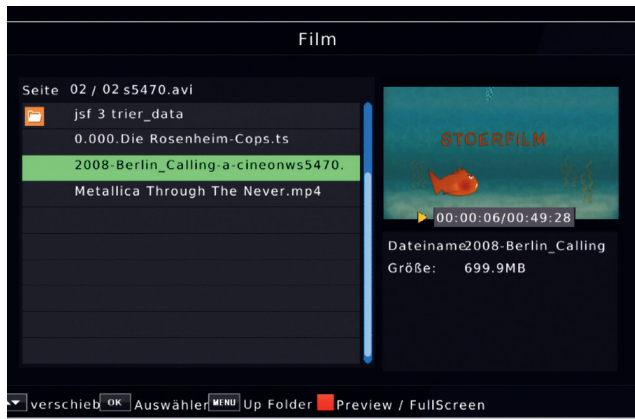 Film
Seite 02 / 02 s5470.avi
jsf 3 trier_data
0.000.Die Rosenheim-Cops.ts
2008-Berlin_Calling-a-cineonws5470.
Metallica Through The Never.mp4
STOERFILM
00:00:06/00:49:28
Dateiname2008-Berlin_Calling
Größe: 699.9MB
verschieb OK Auswähler MENU Up Folder Preview / FullScreen